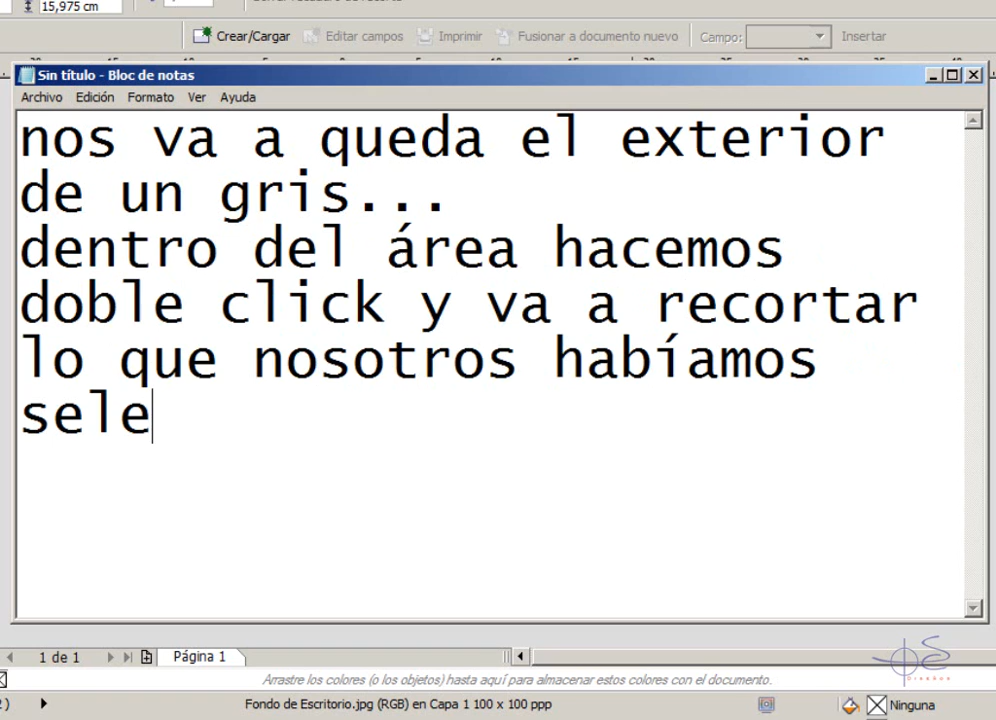 15,975 cm
Crear/Cargar Editar campos Imprimir Fusionar a documento nuevo Campo: Insertar
Sin título - Bloc de notas
Archivo Edición Formato Ver Ayuda
nos va a queda el exterior
de un gris...
dentro del área hacemos
doble click y va a recortar
lo que nosotros habíamos
sele
1 de 1 Página 1
Arrastre los colores (o los objetos) hasta aquí para almacenar estos colores con el documento.
Fondo de Escritorio.jpg (RGB) en Capa 1 100 x 100 ppp Ninguna